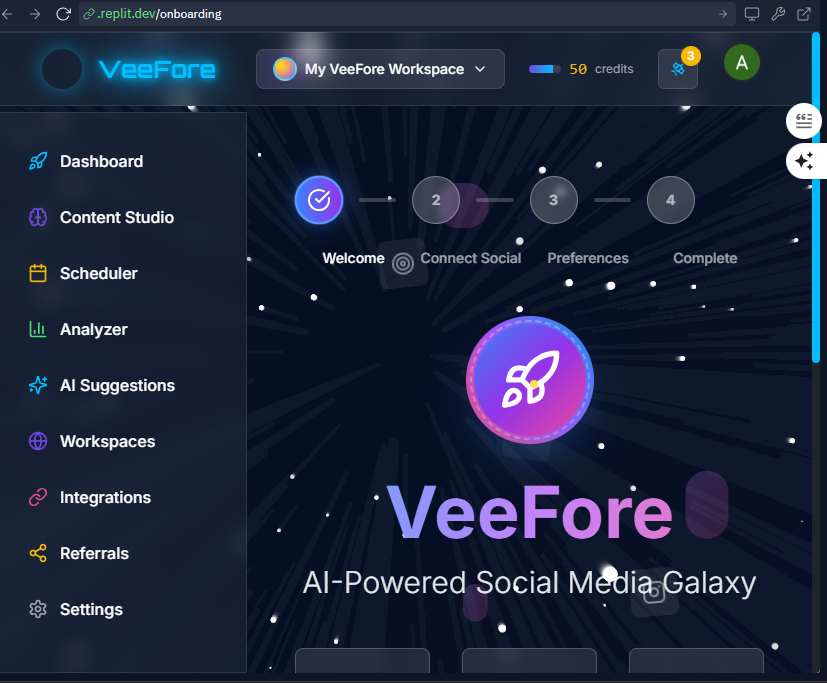 .replit.dev/onboarding
VeeFore
My VeeFore Workspace
50 credits
3
A
Dashboard
Content Studio
Scheduler
Analyzer
AI Suggestions
Workspaces
Integrations
Referrals
Settings
2
3
4
Welcome
Connect Social
Preferences
Complete
VeeFore
AI-Powered Social Media Galaxy